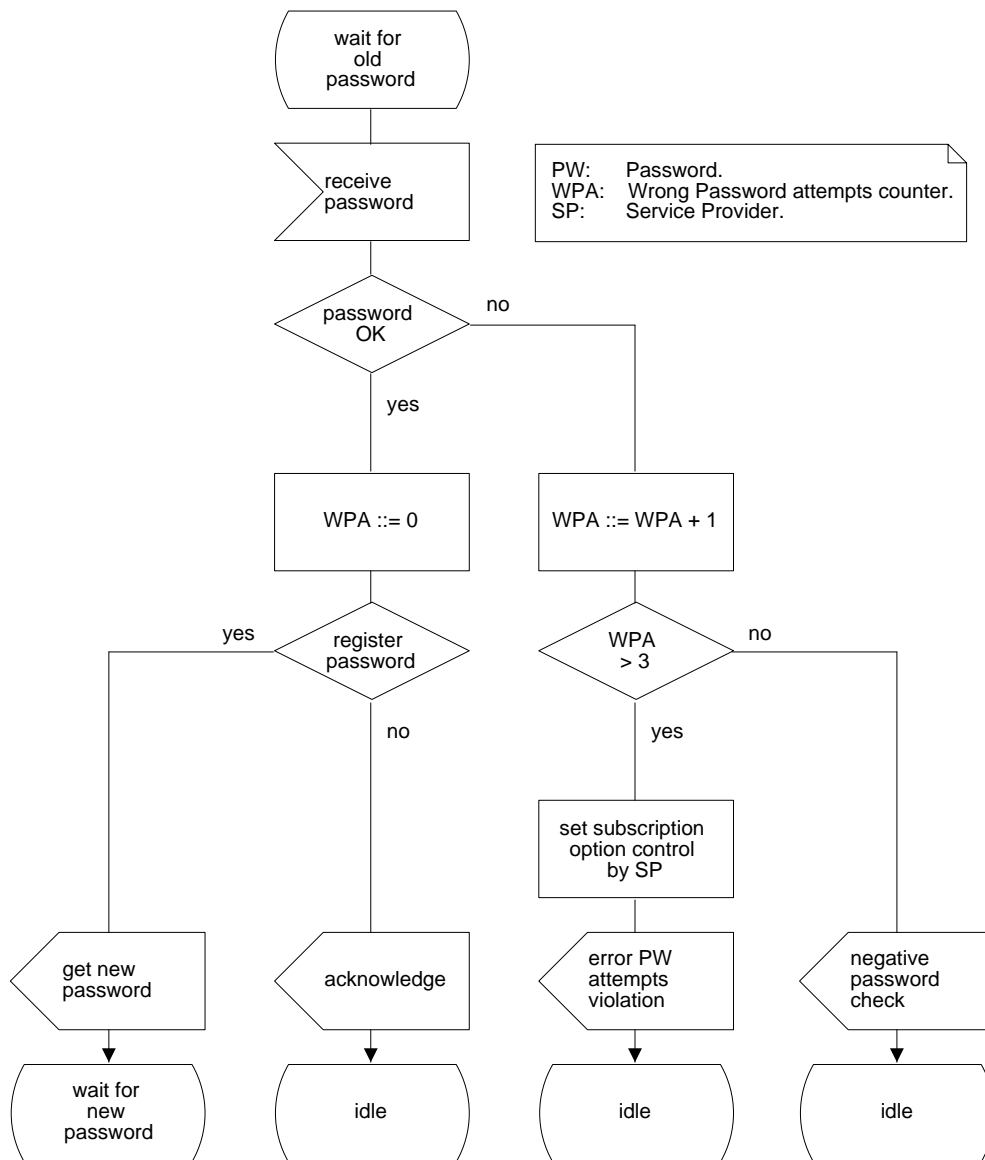 wait for
old
password
receive
password
PW: Password.
WPA: Wrong Password attempts counter.
SP: Service Provider.
password
OK
no
yes
WPA ::= 0
WPA ::= WPA + 1
yes
register
password
no
WPA
> 3
no
yes
set subscription
option control
by SP
get new
password
acknowledge
error PW
attempts
violation
negative
password
check
wait for
new
password
idle
idle
idle